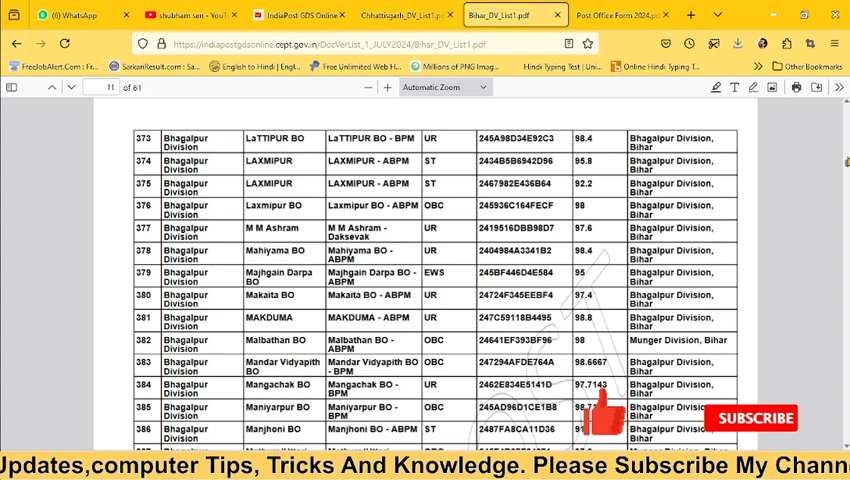 WhatsApp
shubham sen - YouT
IndiaPost GDS Online
Chhattisgarh_DV_List1.pdf
Bihar_DV_List1.pdf
Post Office Form 2024.pdf
https://indiapostgdsonline.cept.gov.in/DocVerList_1_JULY2024/Bihar_DV_List1.pdf
FreeJobAlert.Com : Fre...
SarkariResult.com : Sa...
English to Hindi | Engl...
Free Unlimited Web H...
Millions of PNG Imag...
Hindi Typing Test | Uni...
Online Hindi Typing T...
Other Bookmarks
11 of 61
Automatic Zoom
373 Bhagalpur Division LaTTIPUR BO LaTTIPUR BO - BPM UR 245A98D34E92C3 98.4 Bhagalpur Division, Bihar
374 Bhagalpur Division LAXMIPUR LAXMIPUR - ABPM ST 2434B5B6942D96 95.8 Bhagalpur Division, Bihar
375 Bhagalpur Division LAXMIPUR LAXMIPUR - ABPM ST 2467982E436B64 92.2 Bhagalpur Division, Bihar
376 Bhagalpur Division Laxmipur BO Laxmipur BO - ABPM OBC 245936C164FECF 98 Bhagalpur Division, Bihar
377 Bhagalpur Division M M Ashram M M Ashram - Daksevak UR 2419516DBB98D7 97.6 Bhagalpur Division, Bihar
378 Bhagalpur Division Mahiyama BO Mahiyama BO - ABPM UR 2404984A3341B2 98.4 Bhagalpur Division, Bihar
379 Bhagalpur Division Majhgain Darpa BO Majhgain Darpa BO - ABPM EWS 245BF446D4E584 95 Bhagalpur Division, Bihar
380 Bhagalpur Division Makaita BO Makaita BO - ABPM UR 24724F345EEBF4 97.4 Bhagalpur Division, Bihar
381 Bhagalpur Division MAKDUMA MAKDUMA - ABPM UR 247C59118B4495 98.8 Bhagalpur Division, Bihar
382 Bhagalpur Division Malbathan BO Malbathan BO - ABPM OBC 24641EF393BF96 98 Munger Division, Bihar
383 Bhagalpur Division Mandar Vidyapith BO Mandar Vidyapith BO - BPM OBC 247294AFDE764A 98.6667 Bhagalpur Division, Bihar
384 Bhagalpur Division Mangachak BO Mangachak BO - BPM UR 2462E834E5141D 97.7143 Bhagalpur Division, Bihar
385 Bhagalpur Division Maniyarpur BO Maniyarpur BO - BPM OBC 245AD96D1CE1B8 Bhagalpur Division, Bihar
386 Bhagalpur Division Manjhoni BO Manjhoni BO - ABPM ST 2487FA8CA11D36 Bhagalpur Division, Bihar
SUBSCRIBE
Updates,computer Tips, Tricks And Knowledge. Please Subscribe My Chann